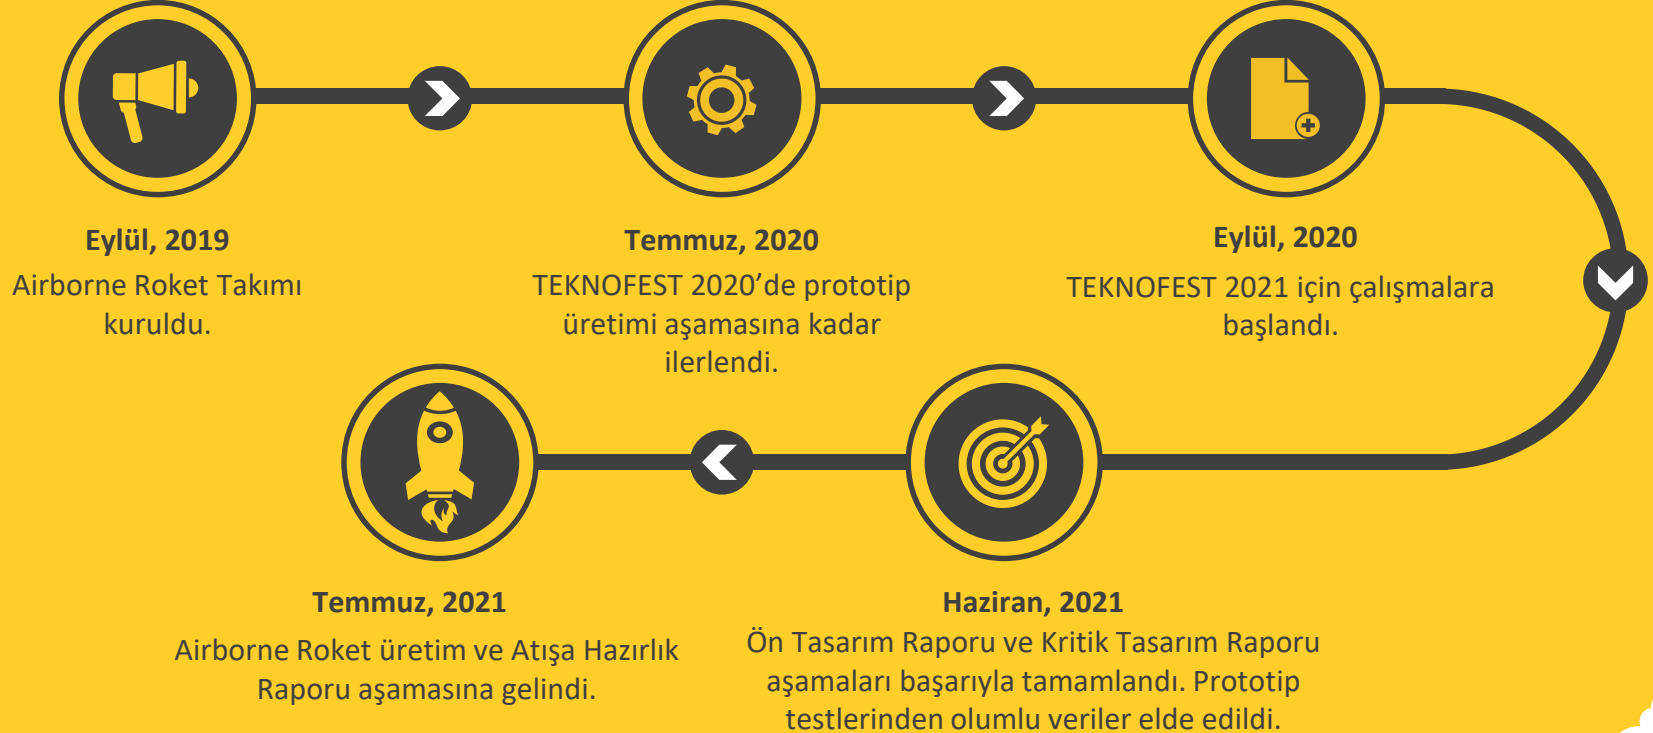 Eylül, 2019
Airborne Roket Takımı
kuruldu.
Temmuz, 2020
TEKNOFEST 2020’de prototip
üretimi aşamasına kadar
ilerlendi.
Eylül, 2020
TEKNOFEST 2021 için çalışmalara
başlandı.
Haziran, 2021
Ön Tasarım Raporu ve Kritik Tasarım Raporu
aşamaları başarıyla tamamlandı. Prototip
testlerinden olumlu veriler elde edildi.
Temmuz, 2021
Airborne Roket üretim ve Atışa Hazırlık
Raporu aşamasına gelindi.